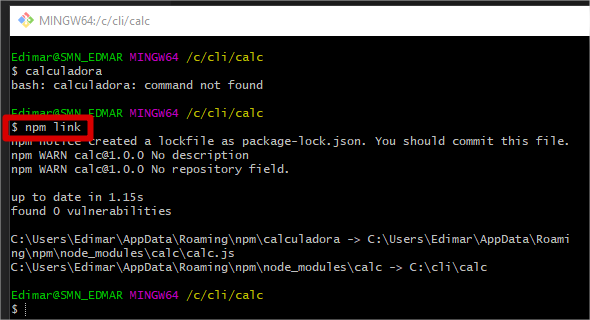 MINGW64:/c/cli/calc
Edimar@SMN_EDMAR MINGW64 /c/cli/calc
$ calculadora
bash: calculadora: command not found
Edimar@SMN_EDMAR MINGW64 /c/cli/calc
$ npm link
npm notice created a lockfile as package-lock.json. You should commit this file.
npm WARN calc@1.0.0 No description
npm WARN calc@1.0.0 No repository field.
up to date in 1.15s
found 0 vulnerabilities
C:\Users\Edimar\AppData\Roaming\npm\calculadora -> C:\Users\Edimar\AppData\Roami
ng\npm\node_modules\calc\calc.js
C:\Users\Edimar\AppData\Roaming\npm\node_modules\calc -> C:\cli\calc
Edimar@SMN_EDMAR MINGW64 /c/cli/calc
$